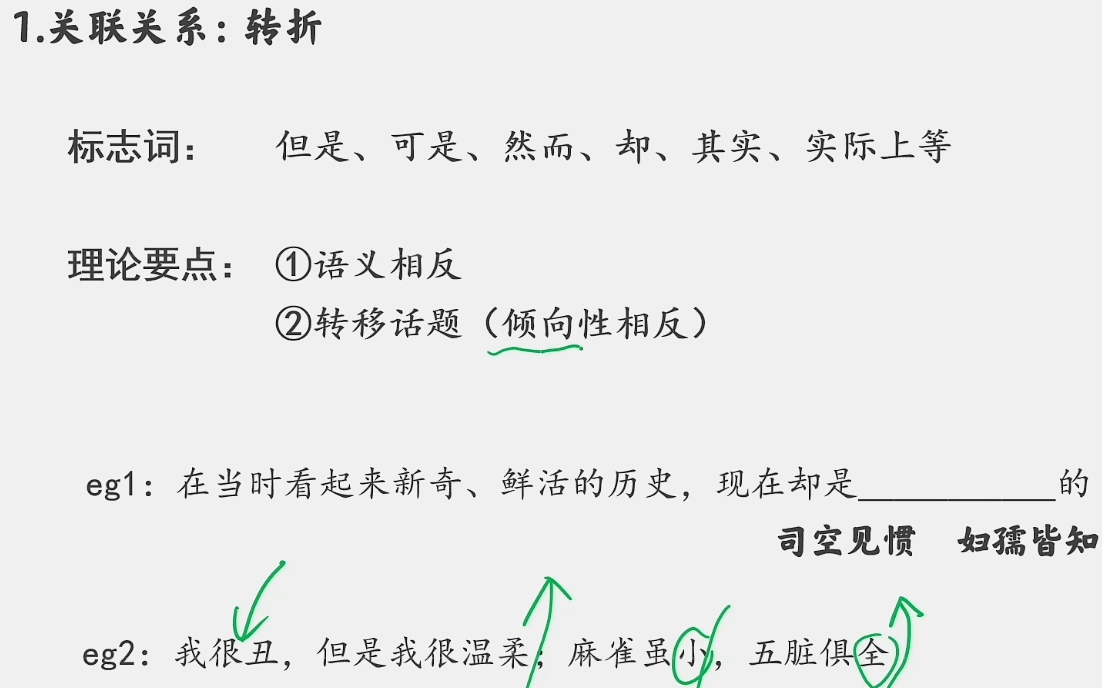 1.关联关系：转折
标志词： 但是、可是、然而、却、其实、实际上等
理论要点： ①语义相反
②转移话题（倾向性相反）
eg1：在当时看起来新奇、鲜活的历史，现在却是___________的
司空见惯 妇孺皆知
eg2：我很丑，但是我很温柔；麻雀虽小，五脏俱全